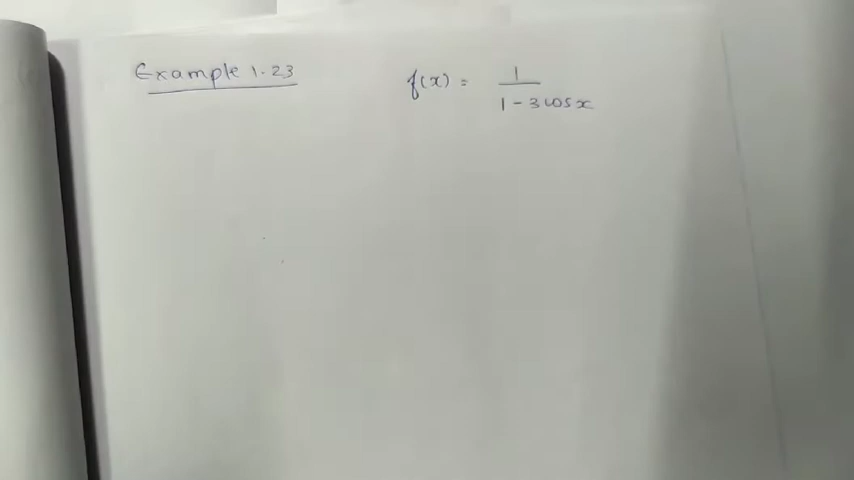 Example 1.23
f(x) = 1 / (1 - 3 cos x)